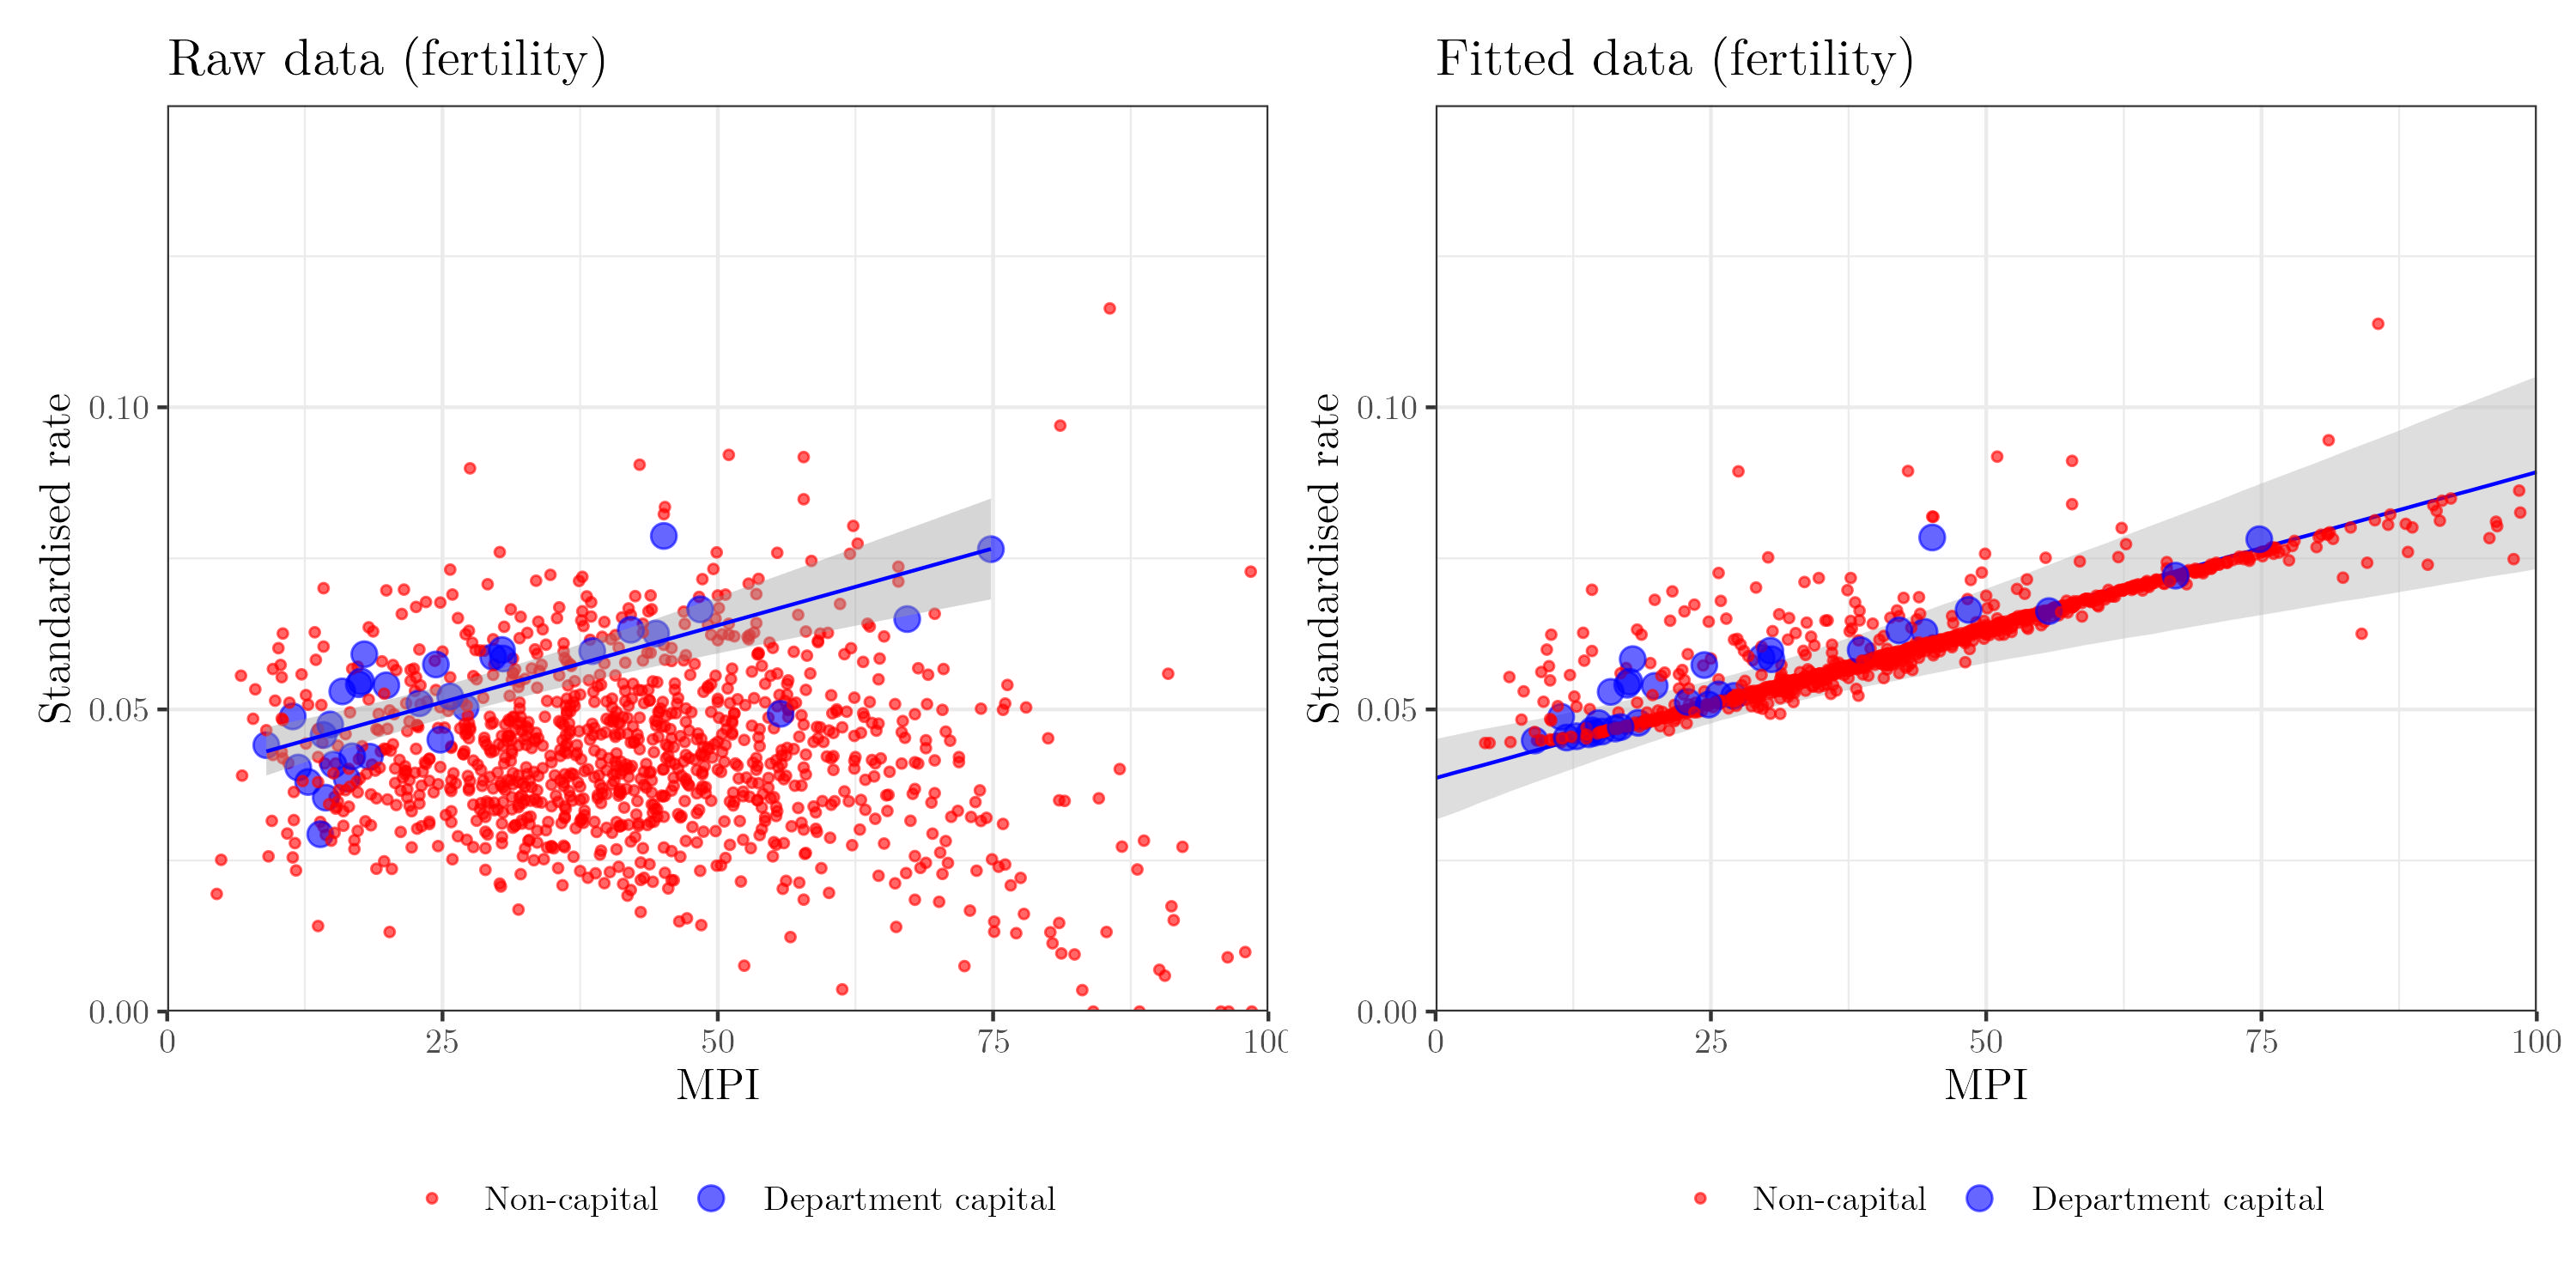 Raw data (fertility)
Standardised rate
0.10
0.05
0.00
0 25 50 75 100
MPI
Non-capital Department capital
Fitted data (fertility)
Standardised rate
0.10
0.05
0.00
0 25 50 75 100
MPI
Non-capital Department capital